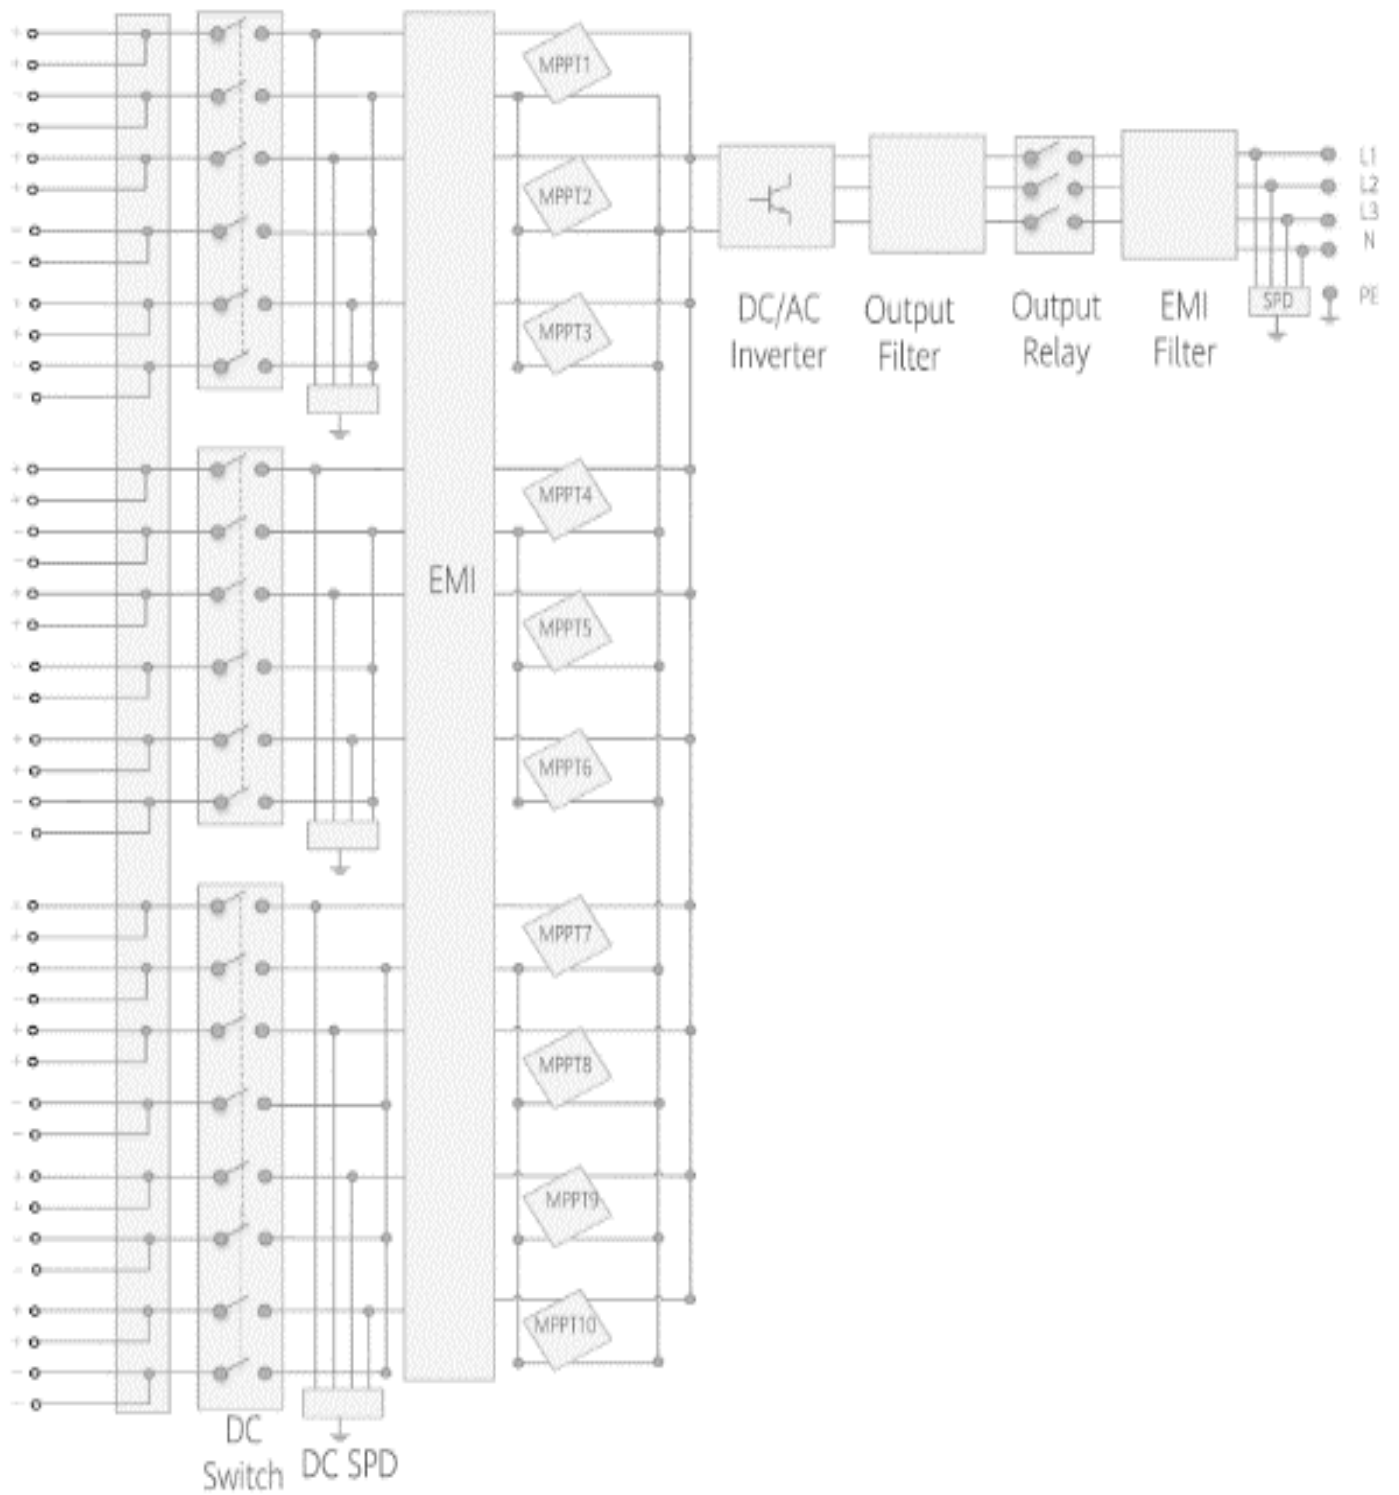 MPPT1
MPPT2
MPPT3
MPPT4
MPPT5
MPPT6
MPPT7
MPPT8
MPPT9
MPPT10
EMI
DC
Switch
DC SPD
DC/AC
Inverter
Output
Filter
Output
Relay
EMI
Filter
SPD
L1
L2
L3
N
PE